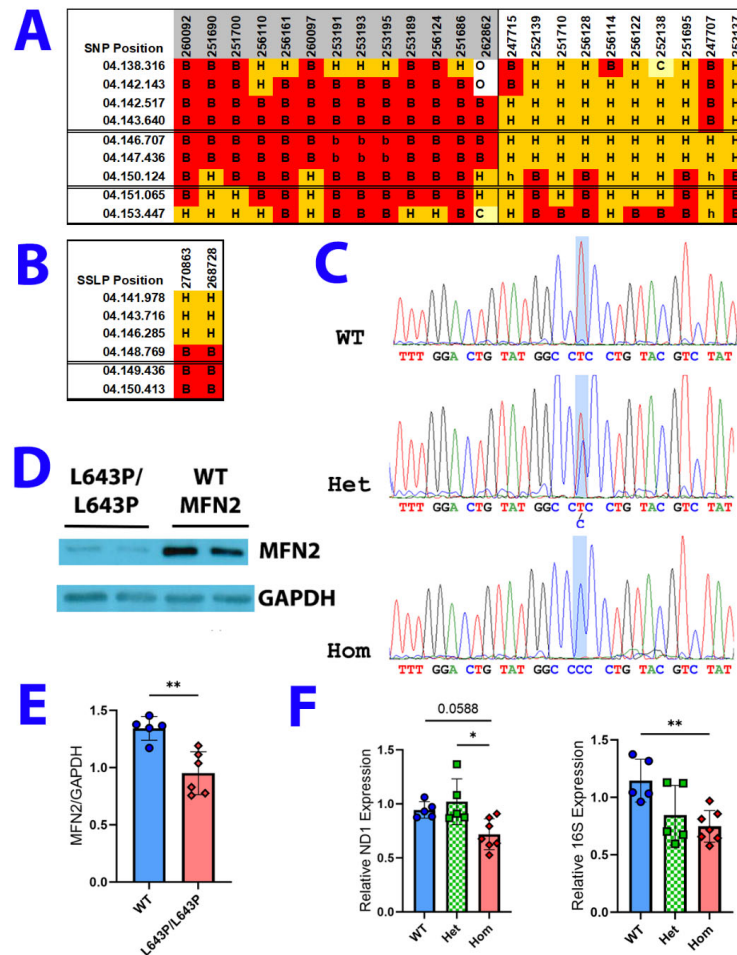 A
SNP Position 260092 251690 251700 256110 256161 260097 253191 253193 253195 253189 256124 251686 262862 247715 252139 251710 256128 256114 256122 252138 251695 247707
04.138.316 B B B H H B H H H B B H O B H H H B H C H B H
04.142.143 B B B H B B B B B B B B O B H H H H H H H B H
04.142.517 B B B B B B B B B B B B B H H H H H H H H B H
04.143.640 B B B B B B B B B B B B B H H H H H H H H B H
04.146.707 B B B B B B b b b B B B B H H H H H H H H H H
04.147.436 B B B B B B b b b B B B B H H H H H H H H H H
04.150.124 B H B B B H B B B B B B H h B H B H H H B h B
04.151.065 B H H B B H B B B B B B H H B H B H H H B H B
04.153.447 H H H H B H B B B H H B C H B B B H B B B h B
B
SSLP Position 270863 268728
04.141.978 H H
04.143.716 H H
04.146.285 H H
04.148.769 B B
04.149.436 B B
04.150.413 B B
C
WT
TTT GGA CTG TAT GGC CTC CTG TAC GTC TAT
Het
TTT GGA CTG TAT GGC CTC CTG TAC GTC TAT
C
Hom
TTT GGA CTG TAT GGC CCC CTG TAC GTC TAT
D
L643P/
L643P
WT
MFN2
MFN2
GAPDH
E
**
MFN2/GAPDH
1.5
1.0
0.5
0.0
WT
L643P/L643P
F
0.0588
*
Relative ND1 Expression
1.5
1.0
0.5
0.0
WT
Het
Hom
**
Relative 16S Expression
1.5
1.0
0.5
0.0
WT
Het
Hom